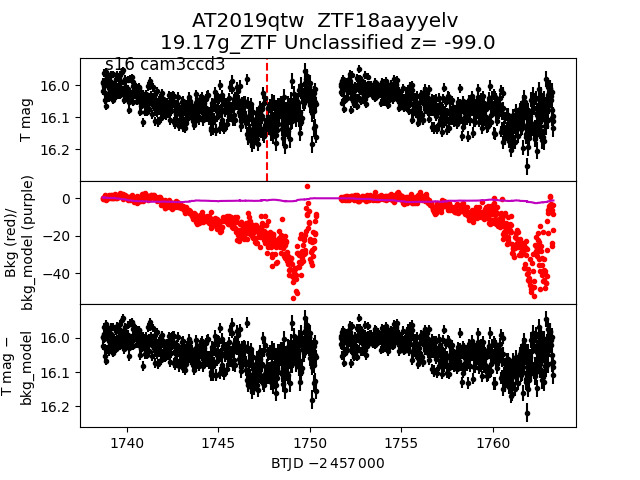 AT2019qtw  ZTF18aayyelv
19.17g_ZTF Unclassified z= -99.0
s16 cam3ccd3
16.0
16.1
16.2
T mag
0
−20
−40
Bkg (red)/
bkg_model (purple)
16.0
16.1
16.2
T mag −
bkg_model
1740
1745
1750
1755
1760
BTJD −2 457 000